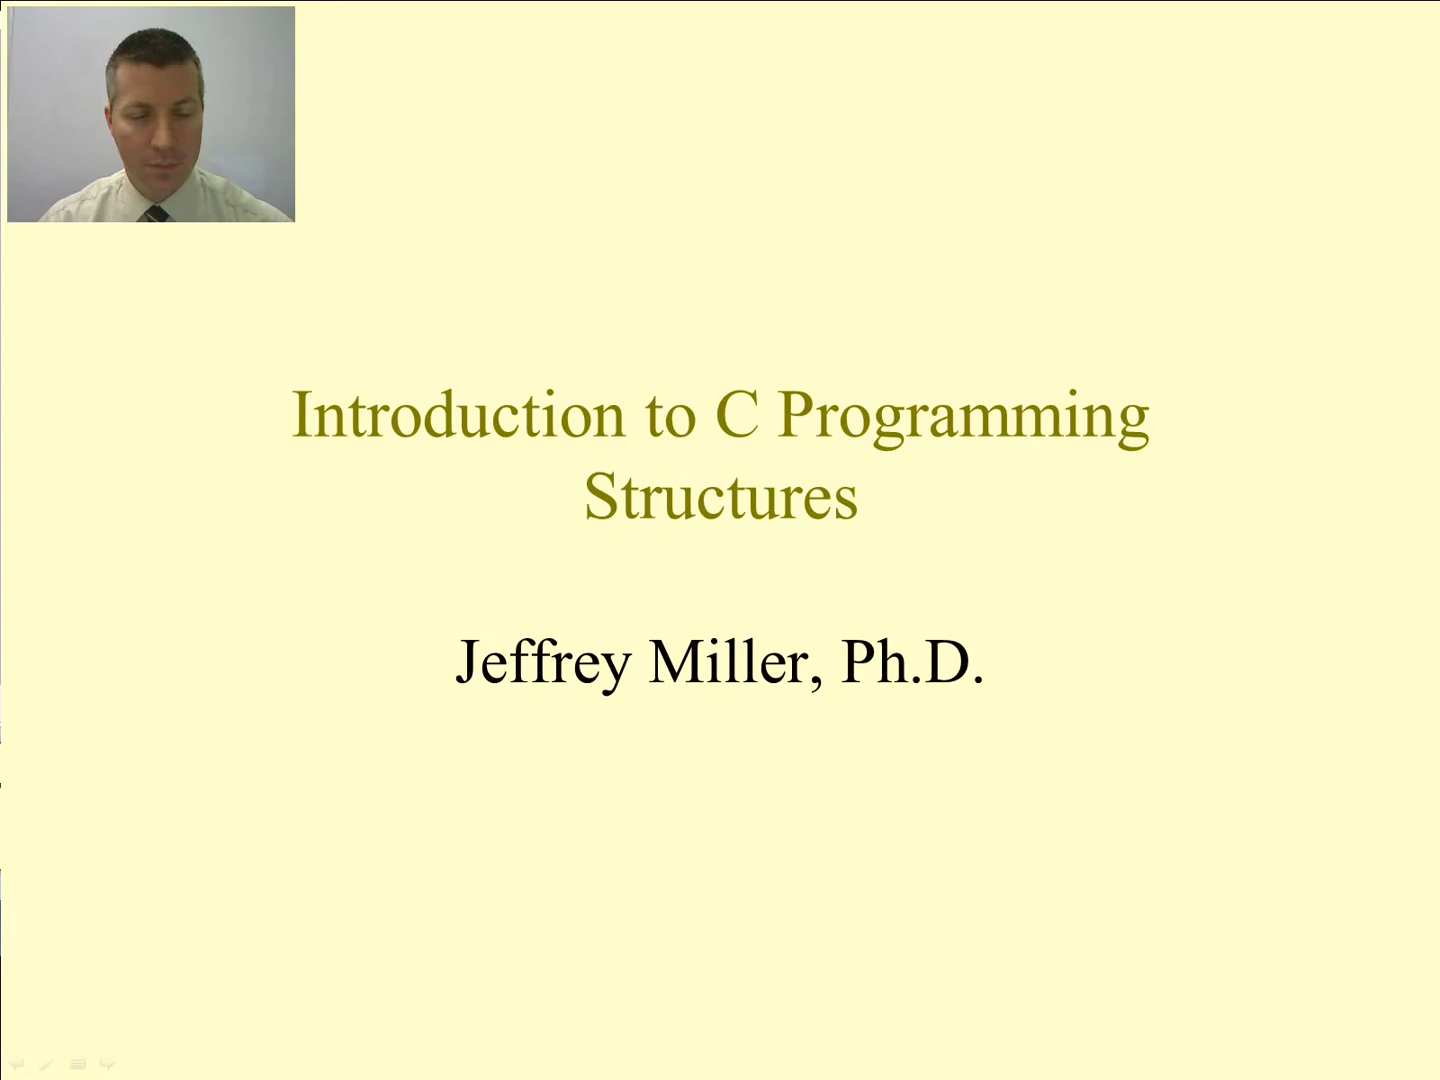 Introduction to C Programming
Structures
Jeffrey Miller, Ph.D.